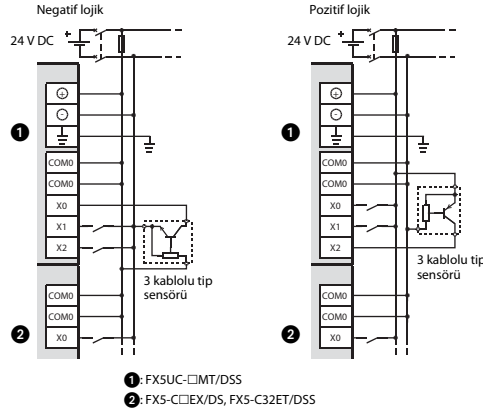 Negatif lojik
24 V DC
+
+
-
1
COM0
COM0
X0
X1
X2
3 kablolu tip
sensörü
COM0
COM0
2
X0
Pozitif lojik
24 V DC
+
+
-
1
COM0
COM0
X0
X1
X2
3 kablolu tip
sensörü
COM0
COM0
2
X0
1: FX5UC-□MT/DSS
2: FX5-C□EX/DS, FX5-C32ET/DSS